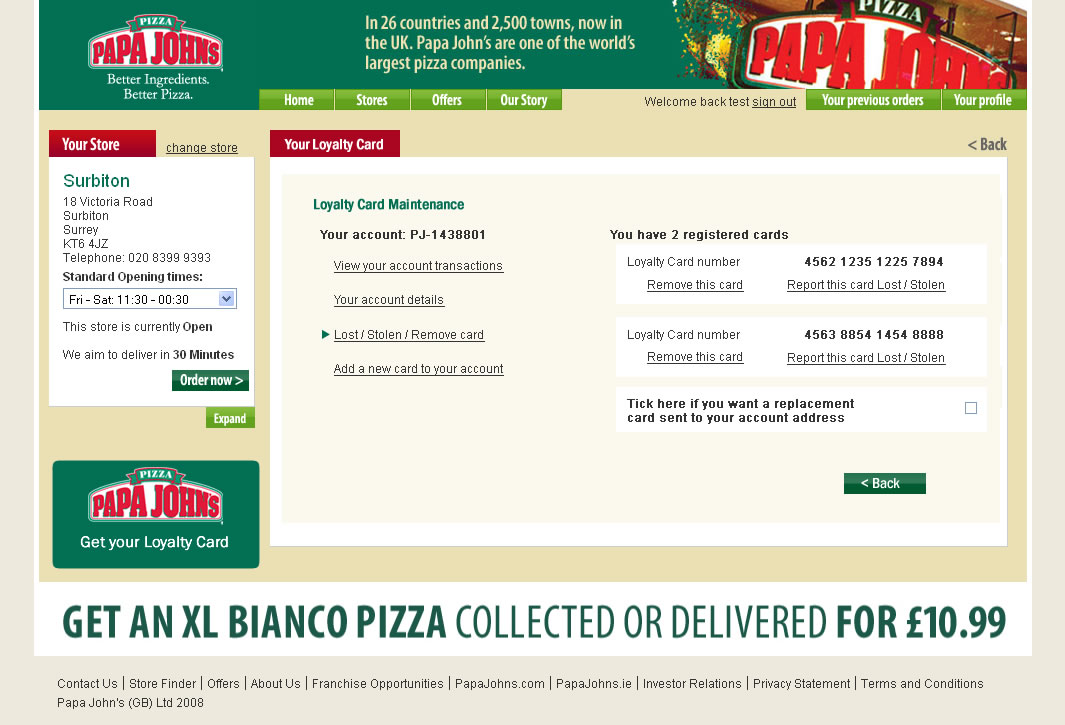 PIZZA
PAPA JOHNS
Better Ingredients.
Better Pizza.
In 26 countries and 2,500 towns, now in
the UK. Papa John's are one of the world's
largest pizza companies.
PIZZA
PAPA JOHNS
Home
Stores
Offers
Our Story
Welcome back test sign out
Your previous orders
Your profile
Your Store
change store
Surbiton
18 Victoria Road
Surbiton
Surrey
KT6 4JZ
Telephone: 020 8399 9393
Standard Opening times:
Fri - Sat: 11:30 - 00:30
This store is currently Open
We aim to deliver in 30 Minutes
Order now >
Expand
PIZZA
PAPA JOHNS
Get your Loyalty Card
Your Loyalty Card
< Back
Loyalty Card Maintenance
Your account: PJ-1438801
View your account transactions
Your account details
Lost / Stolen / Remove card
Add a new card to your account
You have 2 registered cards
Loyalty Card number 4562 1235 1225 7894
Remove this card Report this card Lost / Stolen
Loyalty Card number 4563 8854 1454 8888
Remove this card Report this card Lost / Stolen
Tick here if you want a replacement
card sent to your account address
< Back
GET AN XL BIANCO PIZZA COLLECTED OR DELIVERED FOR £10.99
Contact Us | Store Finder | Offers | About Us | Franchise Opportunities | PapaJohns.com | PapaJohns.ie | Investor Relations | Privacy Statement | Terms and Conditions
Papa John's (GB) Ltd 2008